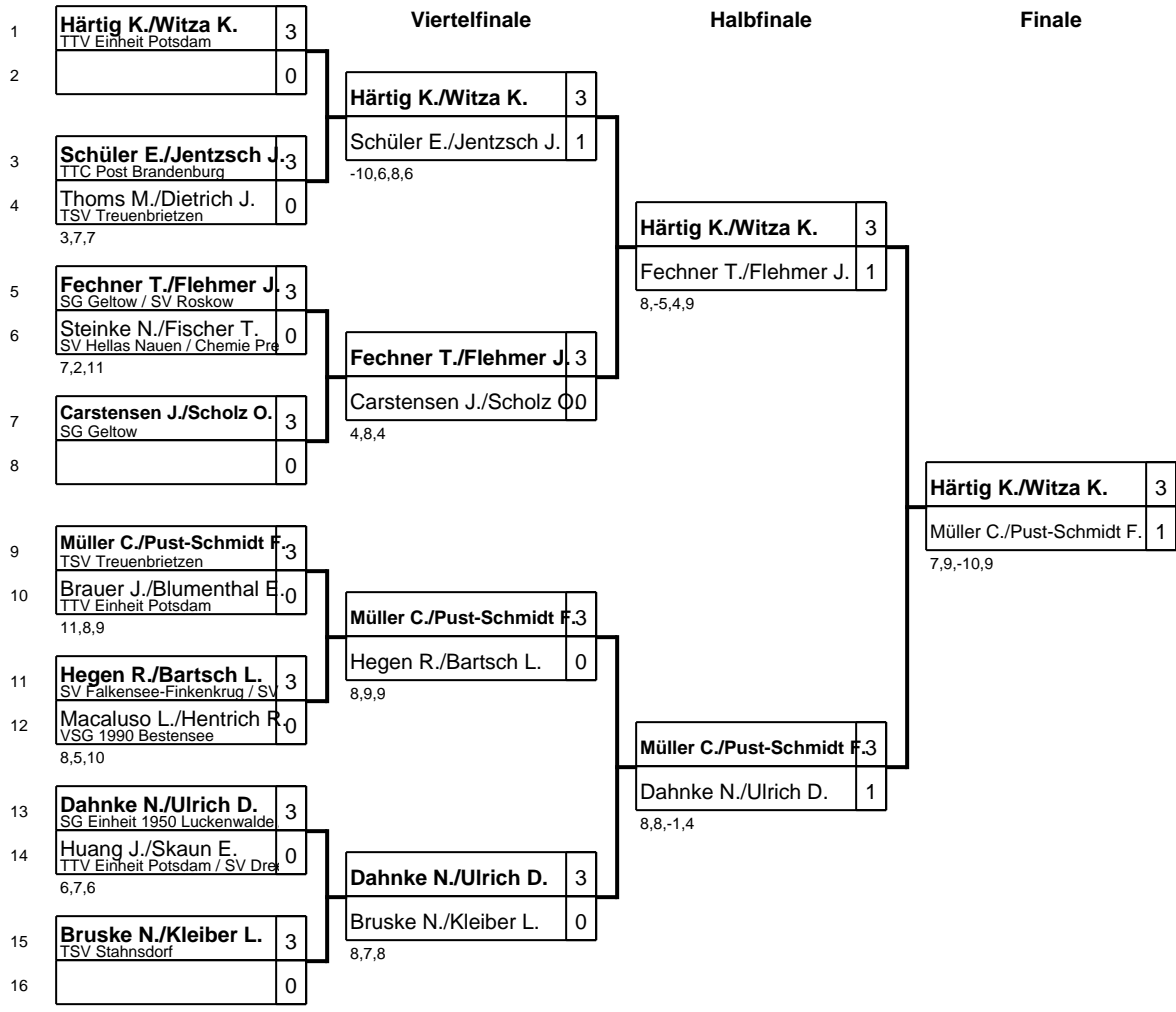 Viertelfinale
Halbfinale
Finale
1
Härtig K./Witza K.
3
TTV Einheit Potsdam
2
0
3
Schüler E./Jentzsch J.
3
TTC Post Brandenburg
4
Thoms M./Dietrich J.
0
TSV Treuenbrietzen
3,7,7
5
Fechner T./Flehmer J.
3
SG Geltow / SV Roskow
6
Steinke N./Fischer T.
0
SV Hellas Nauen / Chemie Pre
7,2,11
7
Carstensen J./Scholz O.
3
SG Geltow
8
0
9
Müller C./Pust-Schmidt F.
3
TSV Treuenbrietzen
10
Brauer J./Blumenthal E.
0
TTV Einheit Potsdam
11,8,9
11
Hegen R./Bartsch L.
3
SV Falkensee-Finkenkrug / SV
12
Macaluso L./Hentrich R.
0
VSG 1990 Bestensee
8,5,10
13
Dahnke N./Ulrich D.
3
SG Einheit 1950 Luckenwalde
14
Huang J./Skaun E.
0
TTV Einheit Potsdam / SV Dre
6,7,6
15
Bruske N./Kleiber L.
3
TSV Stahnsdorf
16
0
Härtig K./Witza K.
3
Schüler E./Jentzsch J.
1
-10,6,8,6
Fechner T./Flehmer J.
3
Carstensen J./Scholz O.
0
4,8,4
Müller C./Pust-Schmidt F.
3
Hegen R./Bartsch L.
0
8,9,9
Dahnke N./Ulrich D.
3
Bruske N./Kleiber L.
0
8,7,8
Härtig K./Witza K.
3
Fechner T./Flehmer J.
1
8,-5,4,9
Müller C./Pust-Schmidt F.
3
Dahnke N./Ulrich D.
1
8,8,-1,4
Härtig K./Witza K.
3
Müller C./Pust-Schmidt F.
1
7,9,-10,9